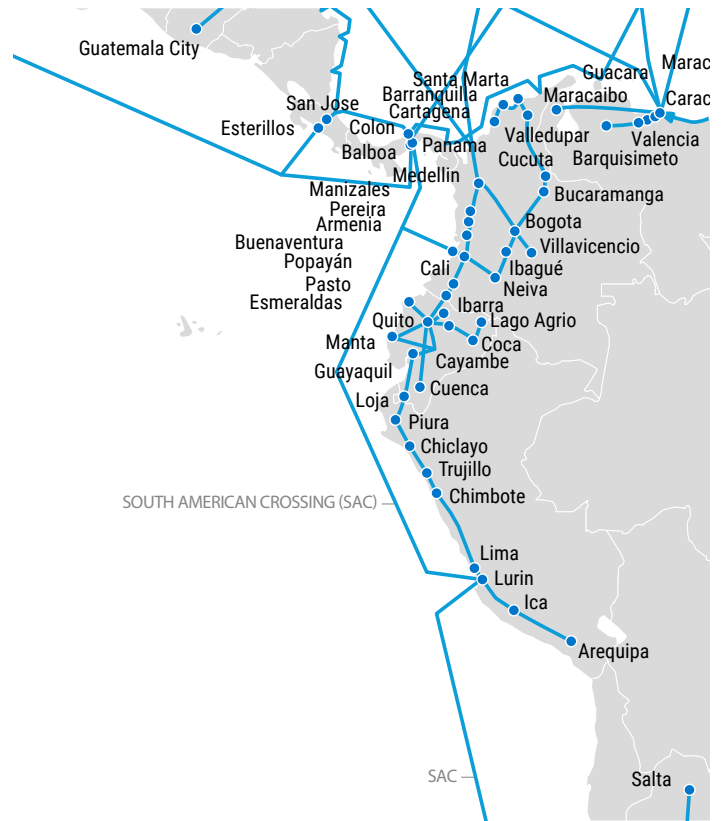 Guatemala City
Santa Marta
Guacara
Marac
Barranquilla
Maracaibo
Carac
San Jose
Cartagena
Esterillos
Colon
Valledupar
Valencia
Balboa
Panama
Cucuta
Barquisimeto
Medellin
Manizales
Bucaramanga
Pereira
Armenia
Bogota
Buenaventura
Villavicencio
Popayán
Cali
Ibagué
Pasto
Neiva
Esmeraldas
Ibarra
Quito
Lago Agrio
Manta
Coca
Cayambe
Guayaquil
Cuenca
Loja
Piura
Chiclayo
Trujillo
SOUTH AMERICAN CROSSING (SAC)
Chimbote
Lima
Lurin
Ica
Arequipa
SAC
Salta